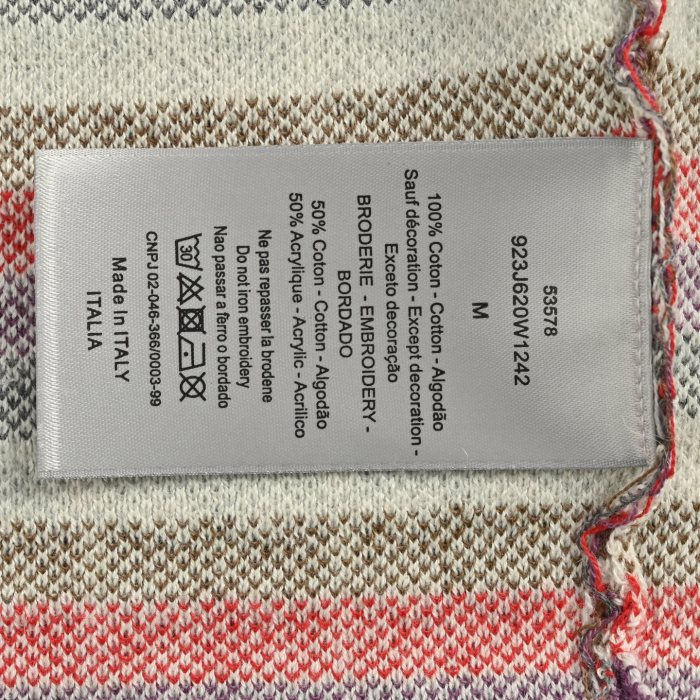 53578
923J620W1242
M
100% Coton - Cotton - Algodão
Sauf décoration - Except decoration -
Exceto decoração
BRODERIE - EMBROIDERY -
BORDADO
50% Coton - Cotton - Algodão
50% Acrylique - Acrylic - Acrilico
Ne pas repasser la broderie
Do not iron embroidery
Nao passar a ferro o bordado
30
CNPJ 02-046-366/0003-99
Made In ITALY
ITALIA